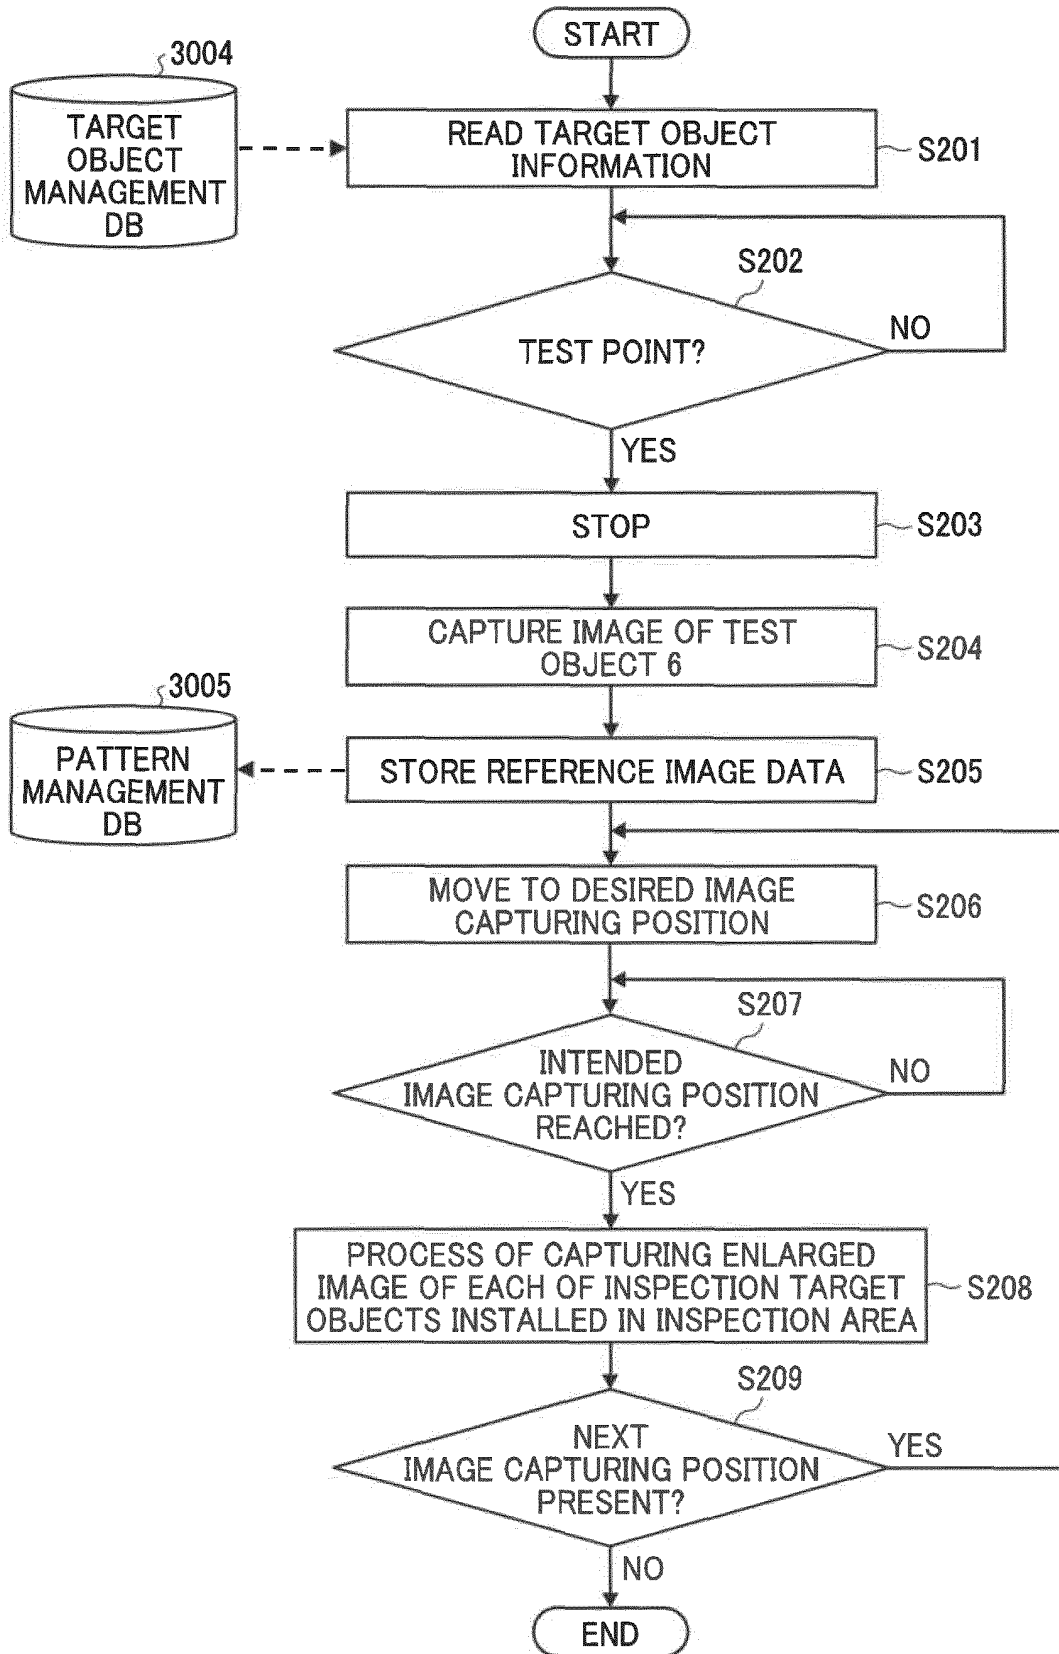 START
3004
TARGET
OBJECT
MANAGEMENT
DB
READ TARGET OBJECT
INFORMATION
S201
S202
TEST POINT?
NO
YES
STOP
S203
CAPTURE IMAGE OF TEST
OBJECT 6
S204
3005
PATTERN
MANAGEMENT
DB
STORE REFERENCE IMAGE DATA
S205
MOVE TO DESIRED IMAGE
CAPTURING POSITION
S206
S207
INTENDED
IMAGE CAPTURING POSITION
REACHED?
NO
YES
PROCESS OF CAPTURING ENLARGED
IMAGE OF EACH OF INSPECTION TARGET
OBJECTS INSTALLED IN INSPECTION AREA
S208
S209
NEXT
IMAGE CAPTURING POSITION
PRESENT?
YES
NO
END